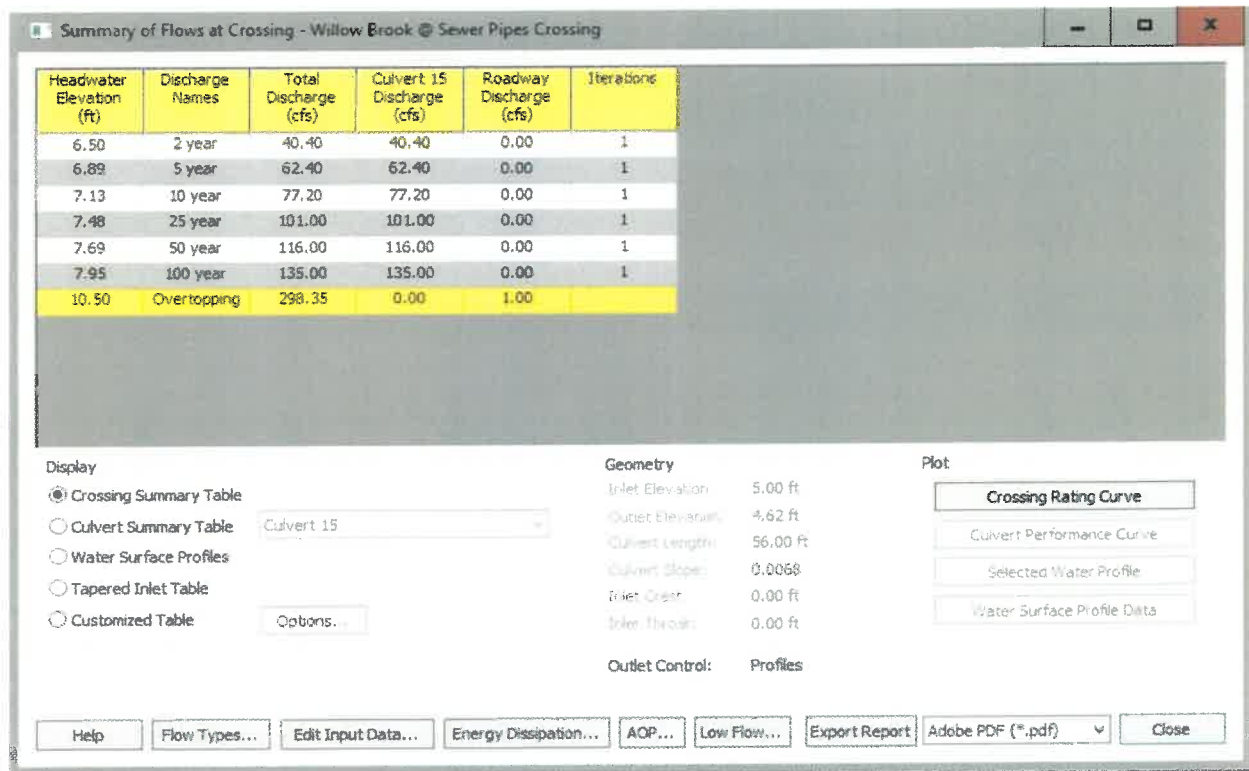 Summary of Flows at Crossing - Willow Brook @ Sewer Pipes Crossing
Headwater Elevation (ft) Discharge Names Total Discharge (cfs) Culvert 15 Discharge (cfs) Roadway Discharge (cfs) Iterations
6.50 2 year 40.40 40.40 0.00 1
6.89 5 year 62.40 62.40 0.00 1
7.13 10 year 77.20 77.20 0.00 1
7.48 25 year 101.00 101.00 0.00 1
7.69 50 year 116.00 116.00 0.00 1
7.95 100 year 135.00 135.00 0.00 1
10.50 Overtopping 298.35 0.00 1.00
Display
Crossing Summary Table
Culvert Summary Table Culvert 15
Water Surface Profiles
Tapered Inlet Table
Customized Table Options...
Geometry
Inlet Elevation: 5.00 ft
Outlet Elevation: 4.62 ft
Culvert Length: 56.00 ft
Culvert Slope: 0.0068
Inlet Crest: 0.00 ft
Inlet Throat: 0.00 ft
Outlet Control: Profiles
Plot
Crossing Rating Curve
Culvert Performance Curve
Selected Water Profile
Water Surface Profile Data
Help Flow Types... Edit Input Data... Energy Dissipation... AOP... Low Flow... Export Report Adobe PDF (*.pdf) Close